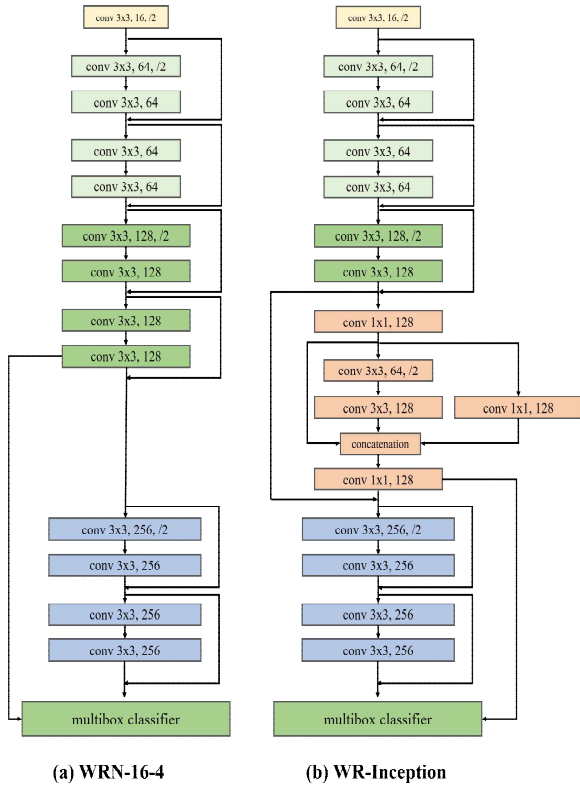 conv 3x3, 16, /2
conv 3x3, 64, /2
conv 3x3, 64
conv 3x3, 64
conv 3x3, 64
conv 3x3, 128, /2
conv 3x3, 128
conv 3x3, 128
conv 3x3, 128
conv 3x3, 256, /2
conv 3x3, 256
conv 3x3, 256
conv 3x3, 256
multibox classifier
(a) WRN-16-4
conv 3x3, 16, /2
conv 3x3, 64, /2
conv 3x3, 64
conv 3x3, 64
conv 3x3, 64
conv 3x3, 128, /2
conv 3x3, 128
conv 1x1, 128
conv 3x3, 64, /2
conv 3x3, 128
conv 1x1, 128
concatenation
conv 1x1, 128
conv 3x3, 256, /2
conv 3x3, 256
conv 3x3, 256
conv 3x3, 256
multibox classifier
(b) WR-Inception